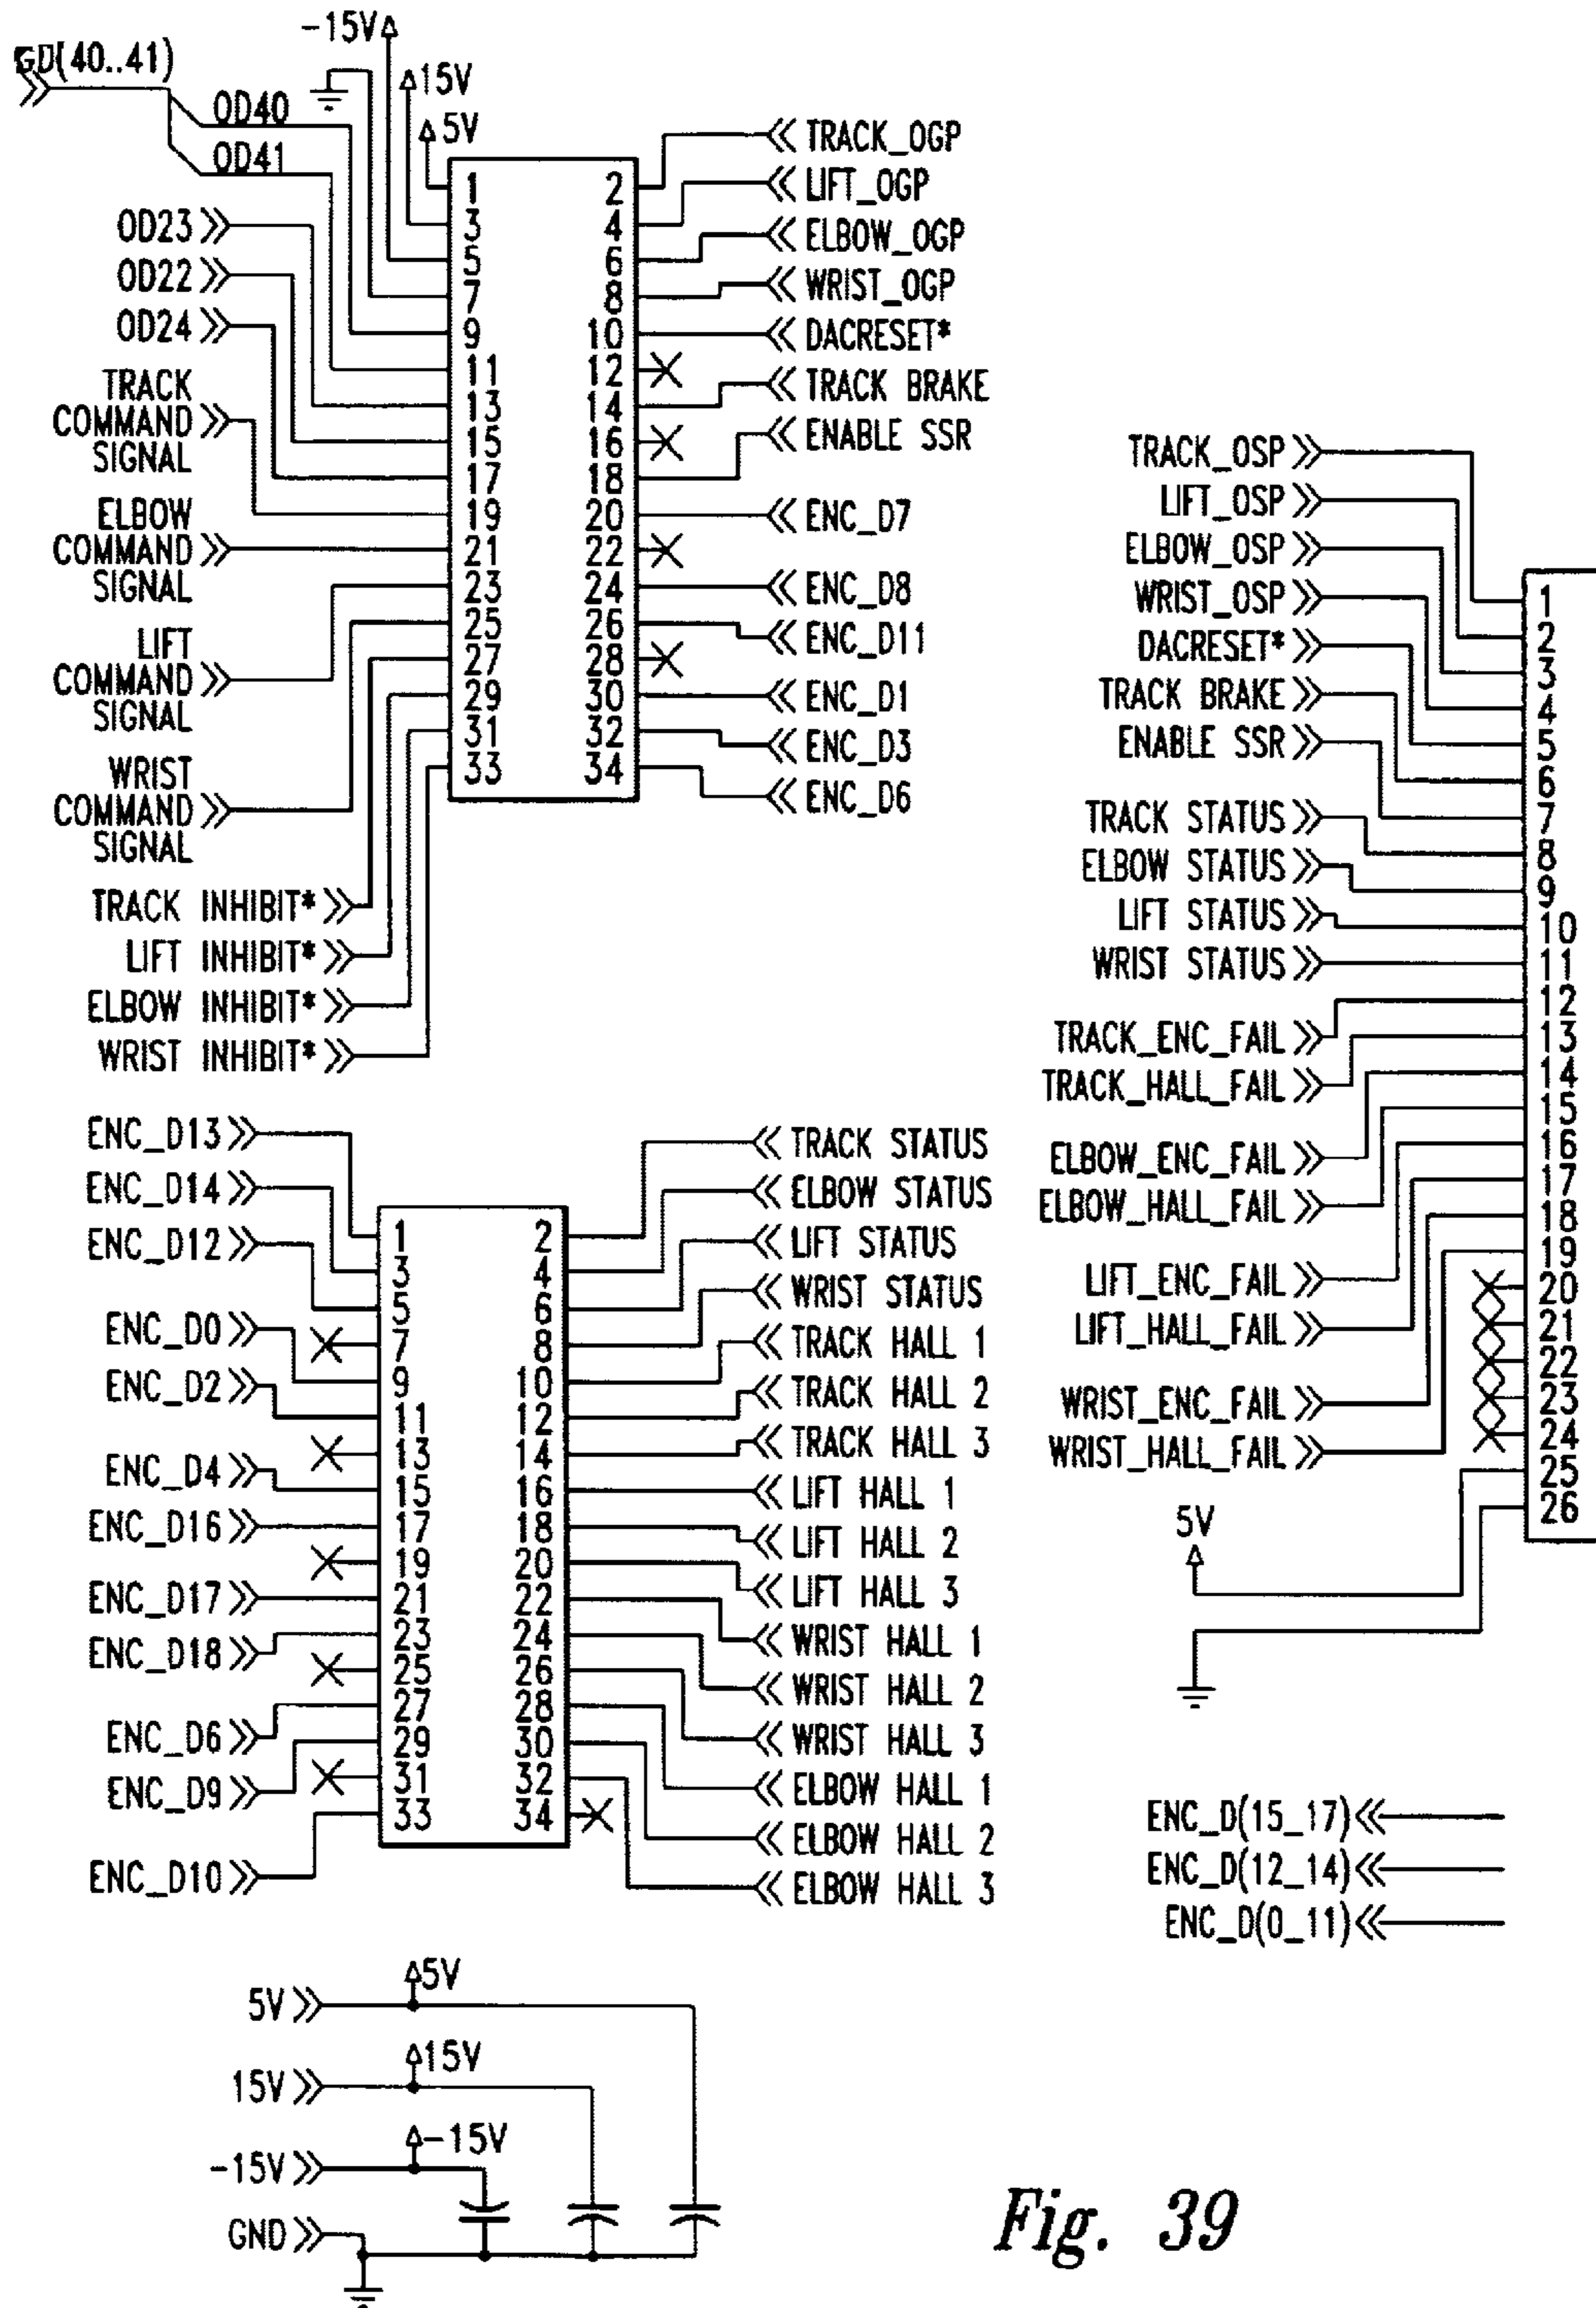 -15V
GD(40..41)
15V
OD40
5V
OD41
TRACK_OGP
LIFT_OGP
ELBOW_OGP
WRIST_OGP
DACRESET*
TRACK BRAKE
ENABLE SSR
ENC_D7
ENC_D8
ENC_D11
ENC_D1
ENC_D3
ENC_D6
OD23
OD22
OD24
TRACK
COMMAND
SIGNAL
ELBOW
COMMAND
SIGNAL
LIFT
COMMAND
SIGNAL
WRIST
COMMAND
SIGNAL
TRACK INHIBIT*
LIFT INHIBIT*
ELBOW INHIBIT*
WRIST INHIBIT*
1 2
3 4
5 6
7 8
9 10
11 12
13 14
15 16
17 18
19 20
21 22
23 24
25 26
27 28
29 30
31 32
33 34
TRACK_OSP
LIFT_OSP
ELBOW_OSP
WRIST_OSP
DACRESET*
TRACK BRAKE
ENABLE SSR
TRACK STATUS
ELBOW STATUS
LIFT STATUS
WRIST STATUS
TRACK_ENC_FAIL
TRACK_HALL_FAIL
ELBOW_ENC_FAIL
ELBOW_HALL_FAIL
LIFT_ENC_FAIL
LIFT_HALL_FAIL
WRIST_ENC_FAIL
WRIST_HALL_FAIL
5V
1
2
3
4
5
6
7
8
9
10
11
12
13
14
15
16
17
18
19
20
21
22
23
24
25
26
ENC_D13
ENC_D14
ENC_D12
ENC_D0
ENC_D2
ENC_D4
ENC_D16
ENC_D17
ENC_D18
ENC_D6
ENC_D9
ENC_D10
1 2
3 4
5 6
7 8
9 10
11 12
13 14
15 16
17 18
19 20
21 22
23 24
25 26
27 28
29 30
31 32
33 34
TRACK STATUS
ELBOW STATUS
LIFT STATUS
WRIST STATUS
TRACK HALL 1
TRACK HALL 2
TRACK HALL 3
LIFT HALL 1
LIFT HALL 2
LIFT HALL 3
WRIST HALL 1
WRIST HALL 2
WRIST HALL 3
ELBOW HALL 1
ELBOW HALL 2
ELBOW HALL 3
ENC_D(15_17)
ENC_D(12_14)
ENC_D(0_11)
5V
5V
15V
15V
-15V
-15V
GND
Fig. 39